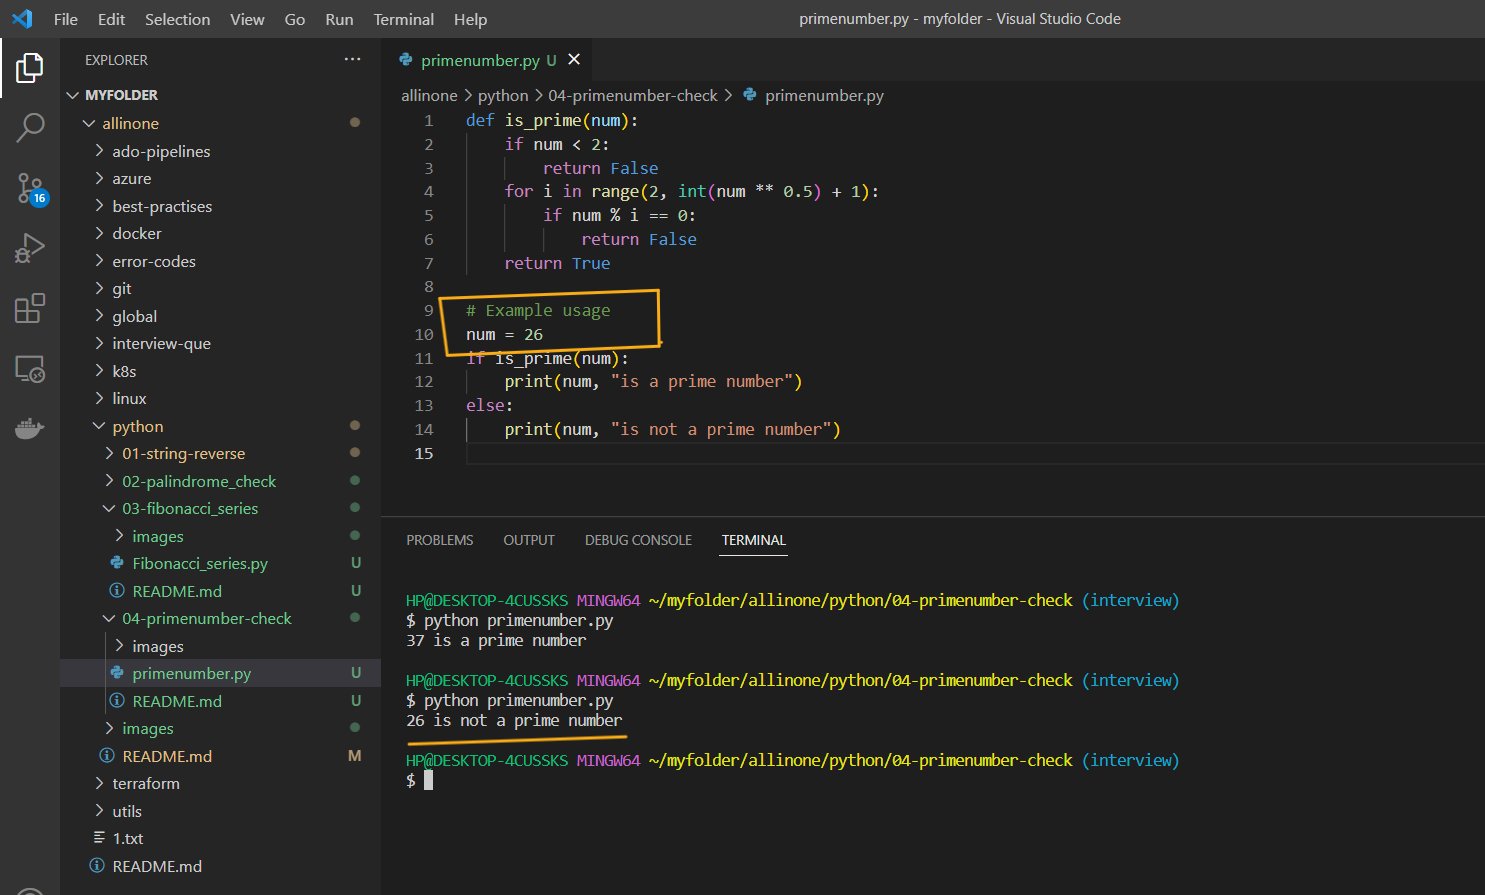 File Edit Selection View Go Run Terminal Help
primenumber.py - myfolder - Visual Studio Code
EXPLORER
MYFOLDER
allinone
ado-pipelines
azure
best-practises
docker
error-codes
git
global
interview-que
k8s
linux
python
01-string-reverse
02-palindrome_check
03-fibonacci_series
images
Fibonacci_series.py U
README.md U
04-primenumber-check
images
primenumber.py U
README.md U
images
README.md M
terraform
utils
1.txt
README.md
16
primenumber.py U
allinone > python > 04-primenumber-check > primenumber.py
1 def is_prime(num):
2 if num < 2:
3 return False
4 for i in range(2, int(num ** 0.5) + 1):
5 if num % i == 0:
6 return False
7 return True
8
9 # Example usage
10 num = 26
11 if is_prime(num):
12 print(num, "is a prime number")
13 else:
14 print(num, "is not a prime number")
15
PROBLEMS OUTPUT DEBUG CONSOLE TERMINAL
HP@DESKTOP-4CUSSKS MINGW64 ~/myfolder/allinone/python/04-primenumber-check (interview)
$ python primenumber.py
37 is a prime number
HP@DESKTOP-4CUSSKS MINGW64 ~/myfolder/allinone/python/04-primenumber-check (interview)
$ python primenumber.py
26 is not a prime number
HP@DESKTOP-4CUSSKS MINGW64 ~/myfolder/allinone/python/04-primenumber-check (interview)
$